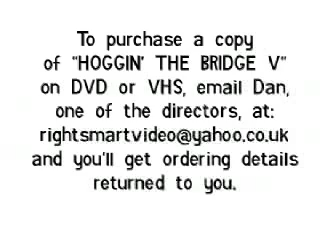 To purchase a copy
of "HOGGIN' THE BRIDGE V"
on DVD or VHS, email Dan,
one of the directors, at:
rightsmartvideo@yahoo.co.uk
and you'll get ordering details
returned to you.